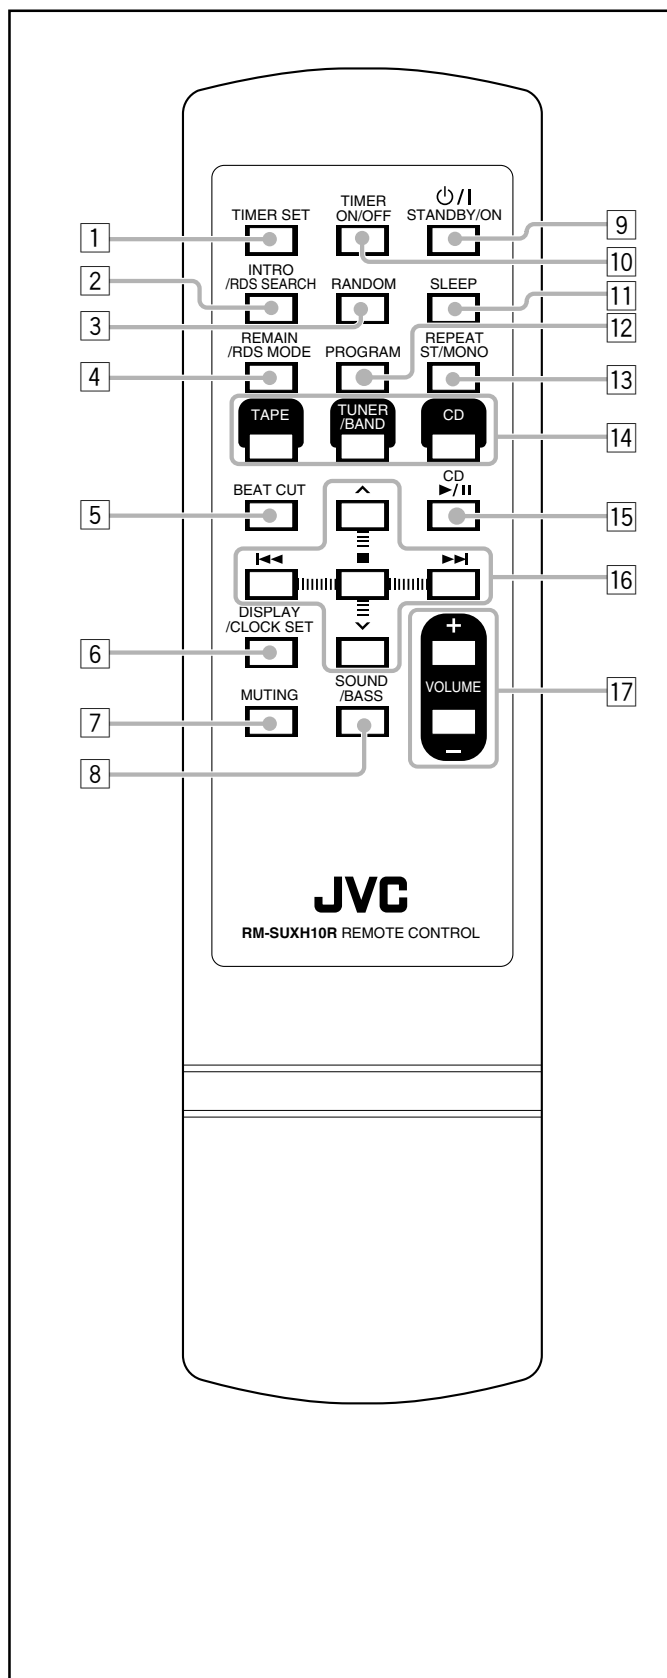 TIMER SET
TIMER
ON/OFF
STANDBY/ON
1
9
10
INTRO
/RDS SEARCH
RANDOM
SLEEP
2
3
11
12
REMAIN
/RDS MODE
PROGRAM
REPEAT
ST/MONO
4
13
TAPE
TUNER
/BAND
CD
14
BEAT CUT
CD
5
15
16
DISPLAY
/CLOCK SET
6
+
VOLUME
–
17
MUTING
SOUND
/BASS
7
8
JVC
RM-SUXH10R REMOTE CONTROL